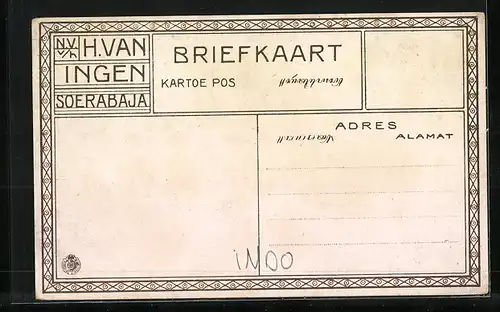 N.V. v/h H. VAN
INGEN
SOERABAJA
BRIEFKAART
KARTOE POS
ADRES
ALAMAT
INDO